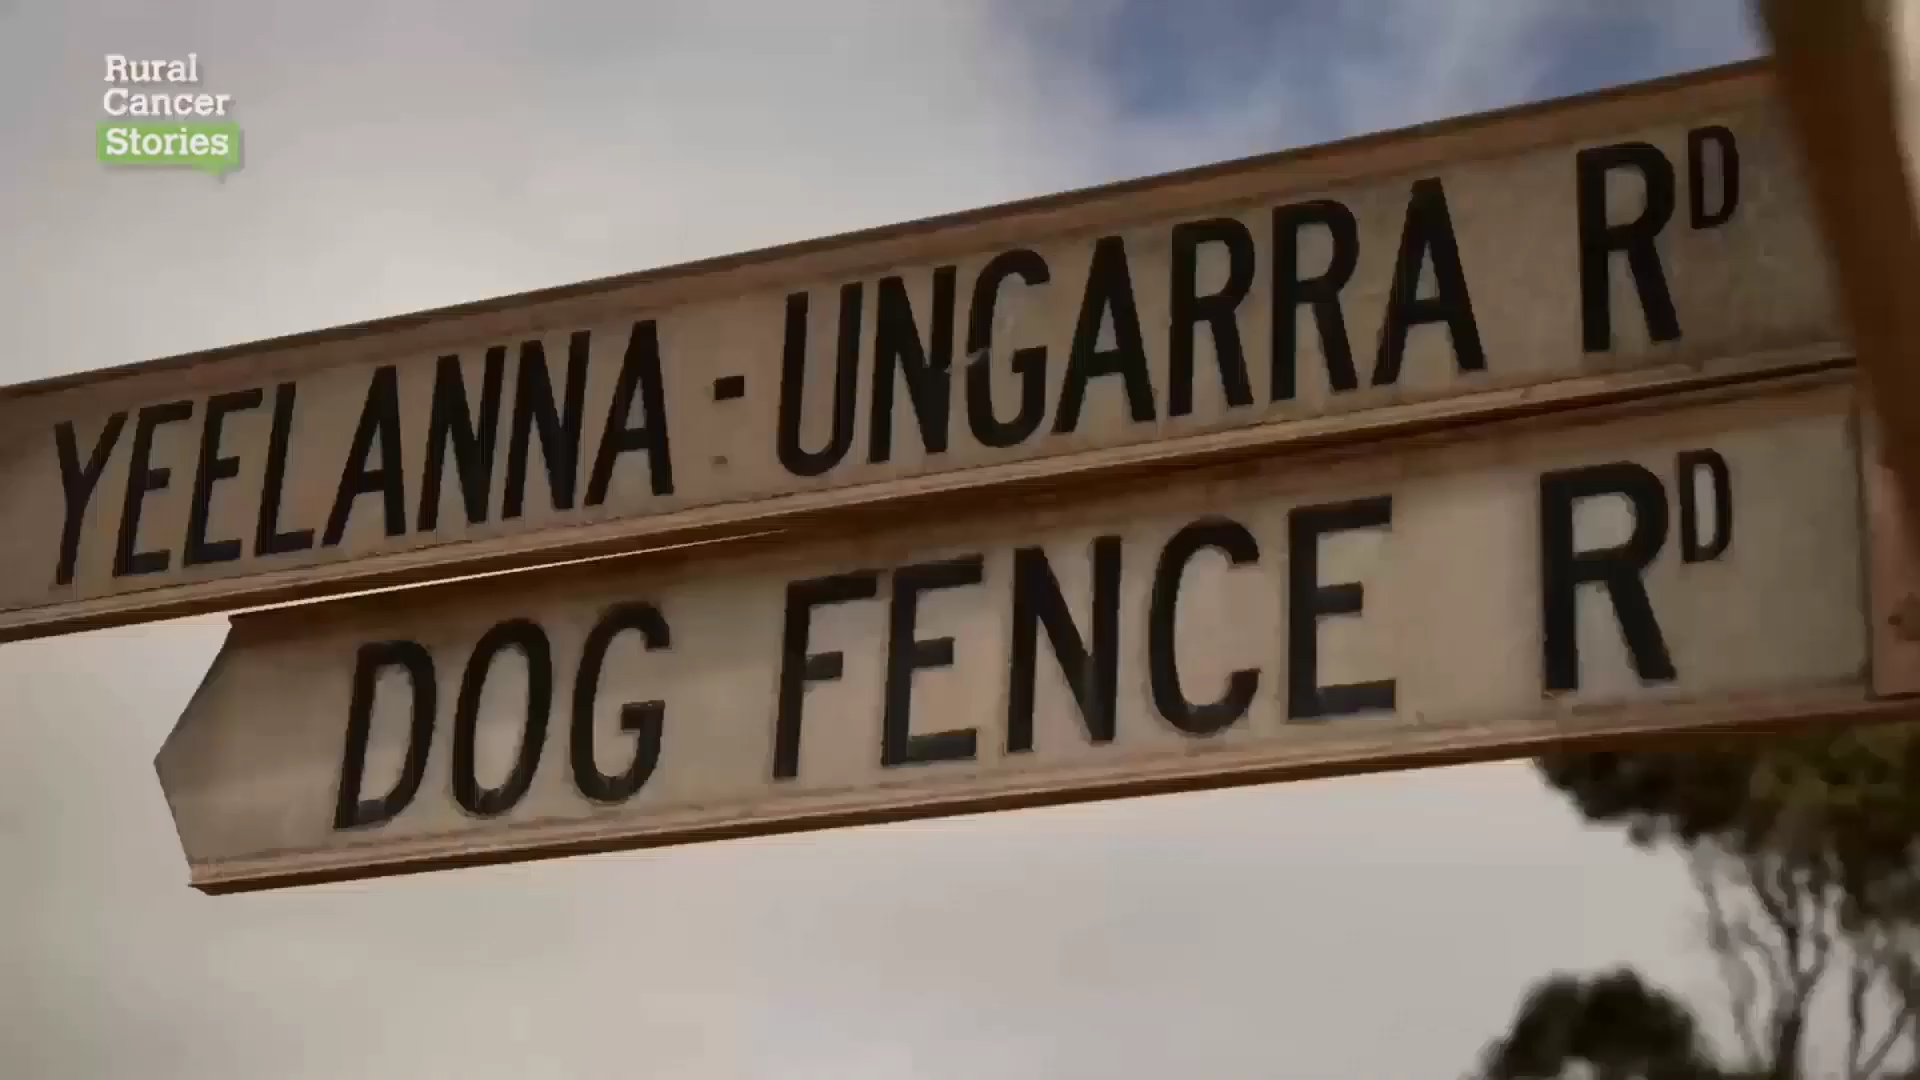 Rural
Cancer
Stories
YEELANNA - UNGARRA RD
DOG FENCE RD